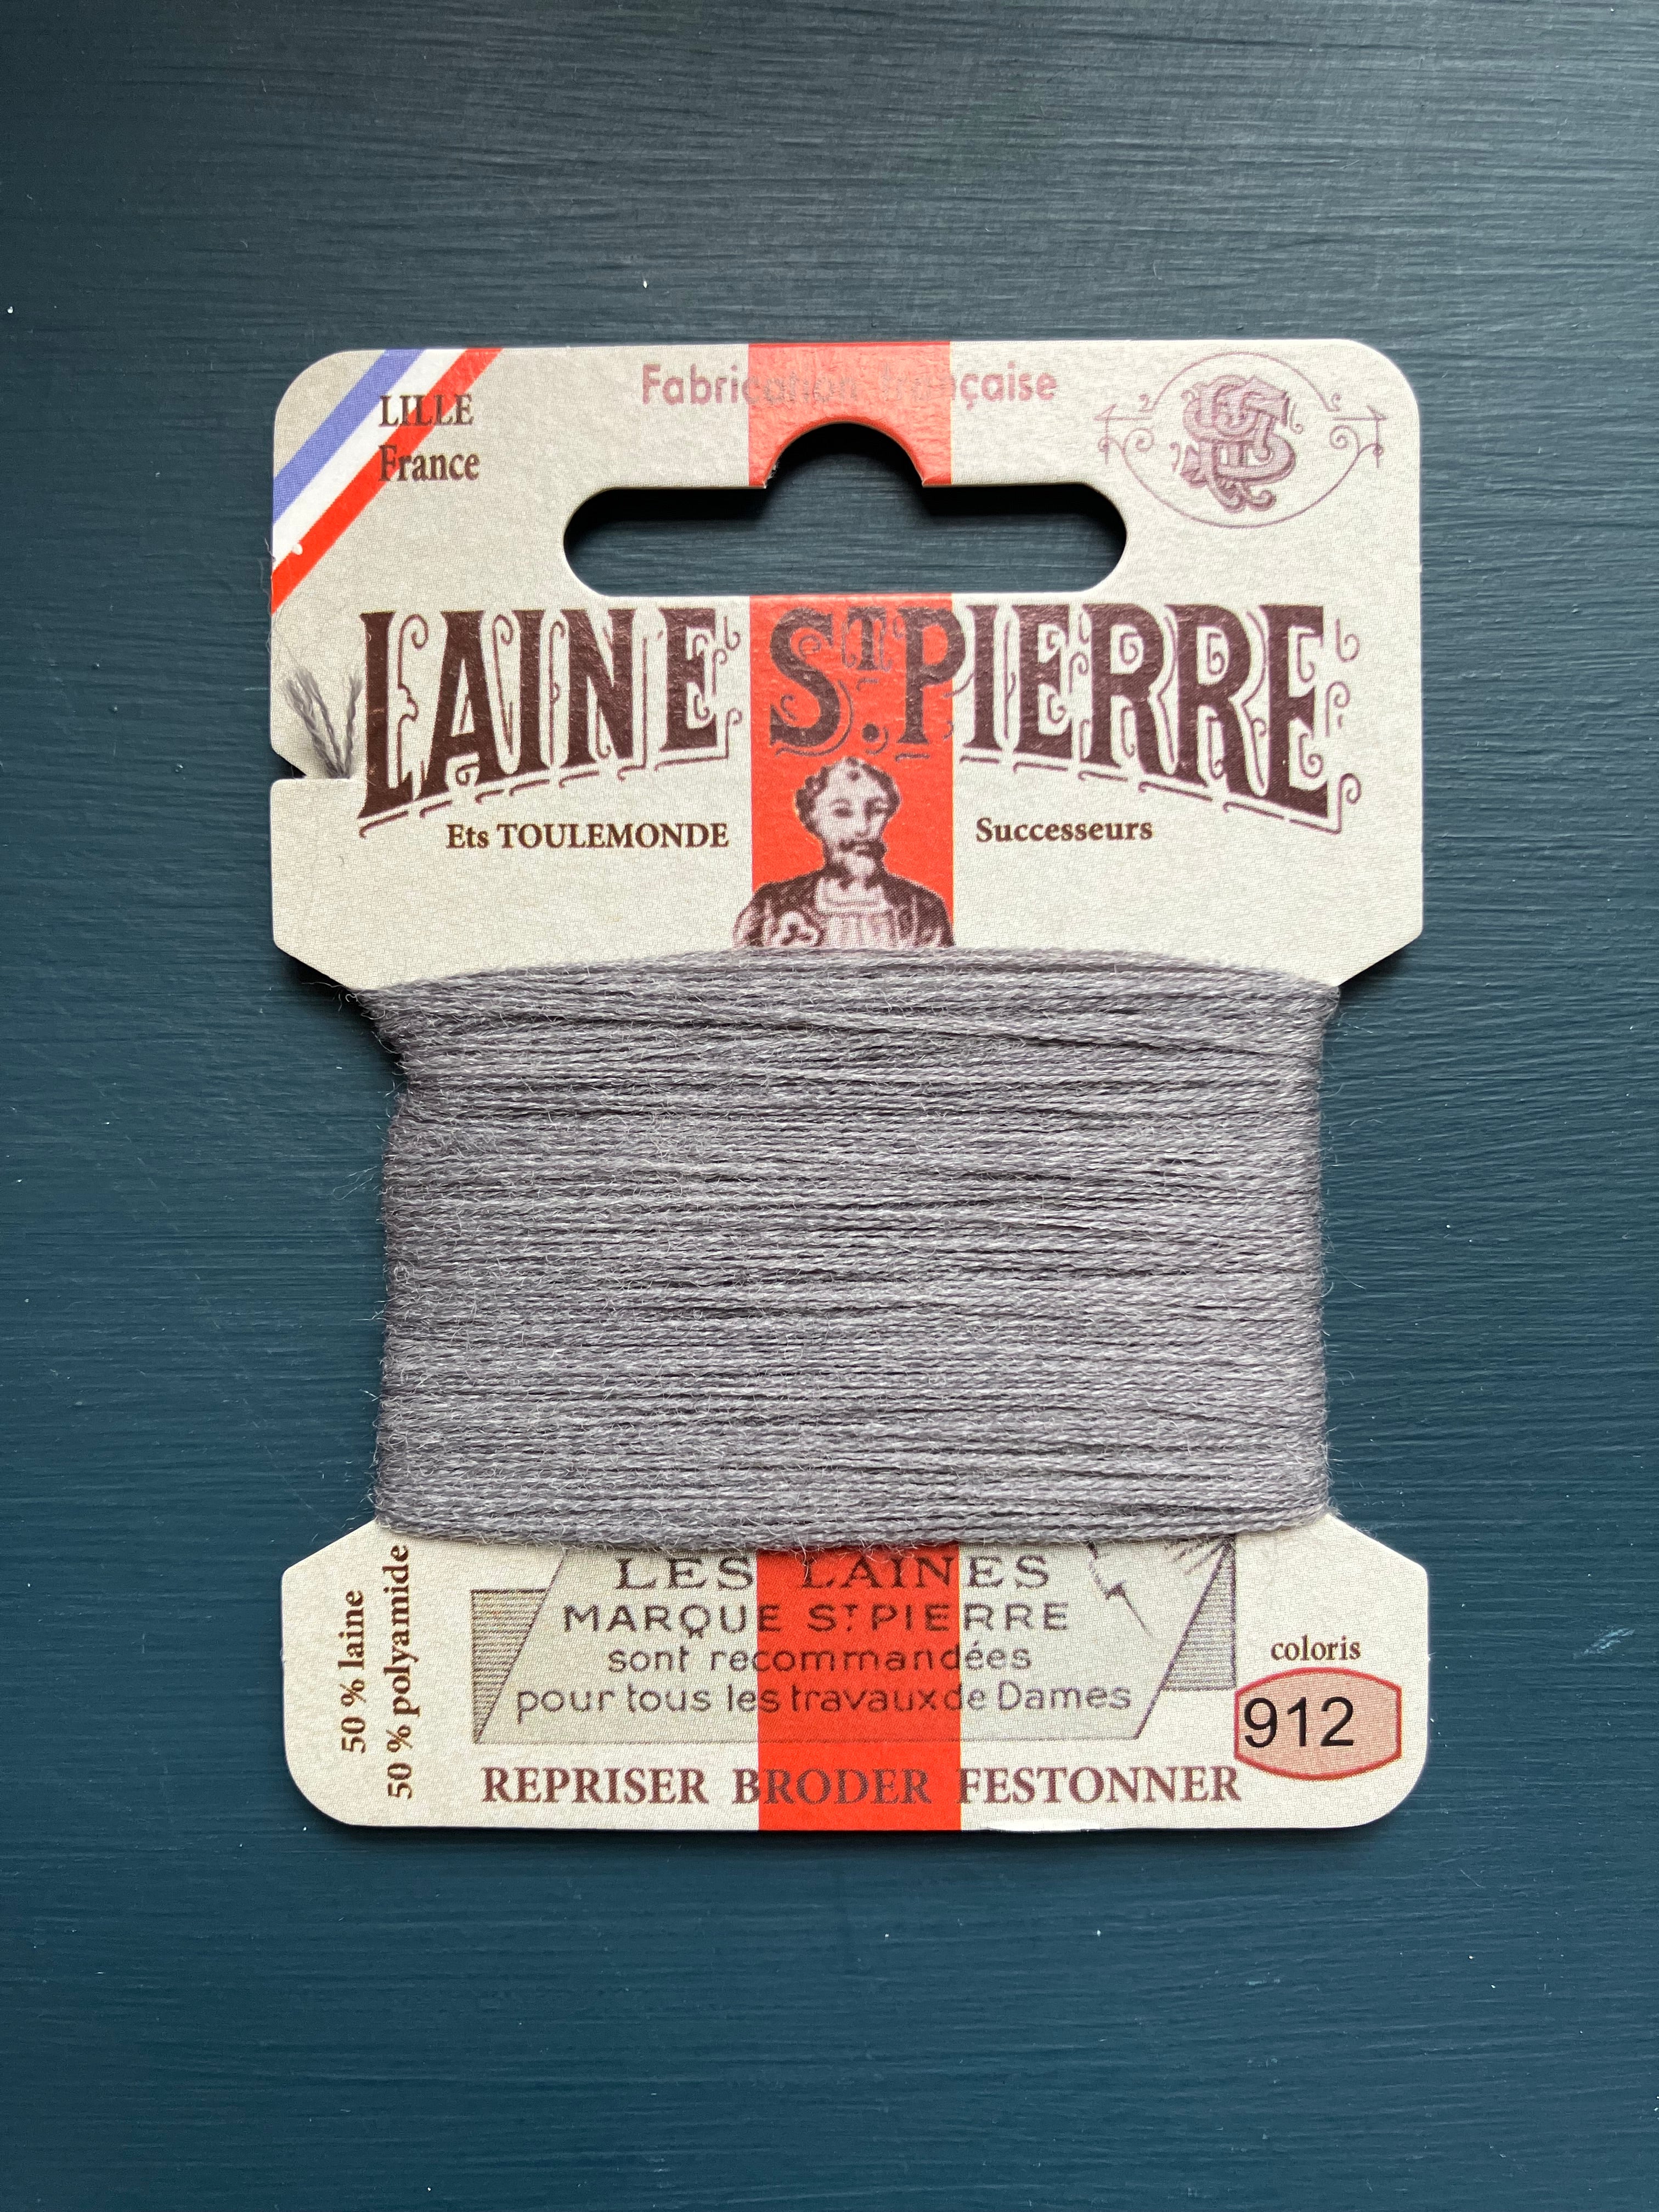 Fabrication Française
LILLE
France
LAINE ST. PIERRE
Ets TOULEMONDE Successeurs
LES LAINES
MARQUE ST PIERRE
sont recommandées
pour tous les travaux de Dames
REPRISER BRODER FESTONNER
50 % laine
50 % polyamide
coloris
912